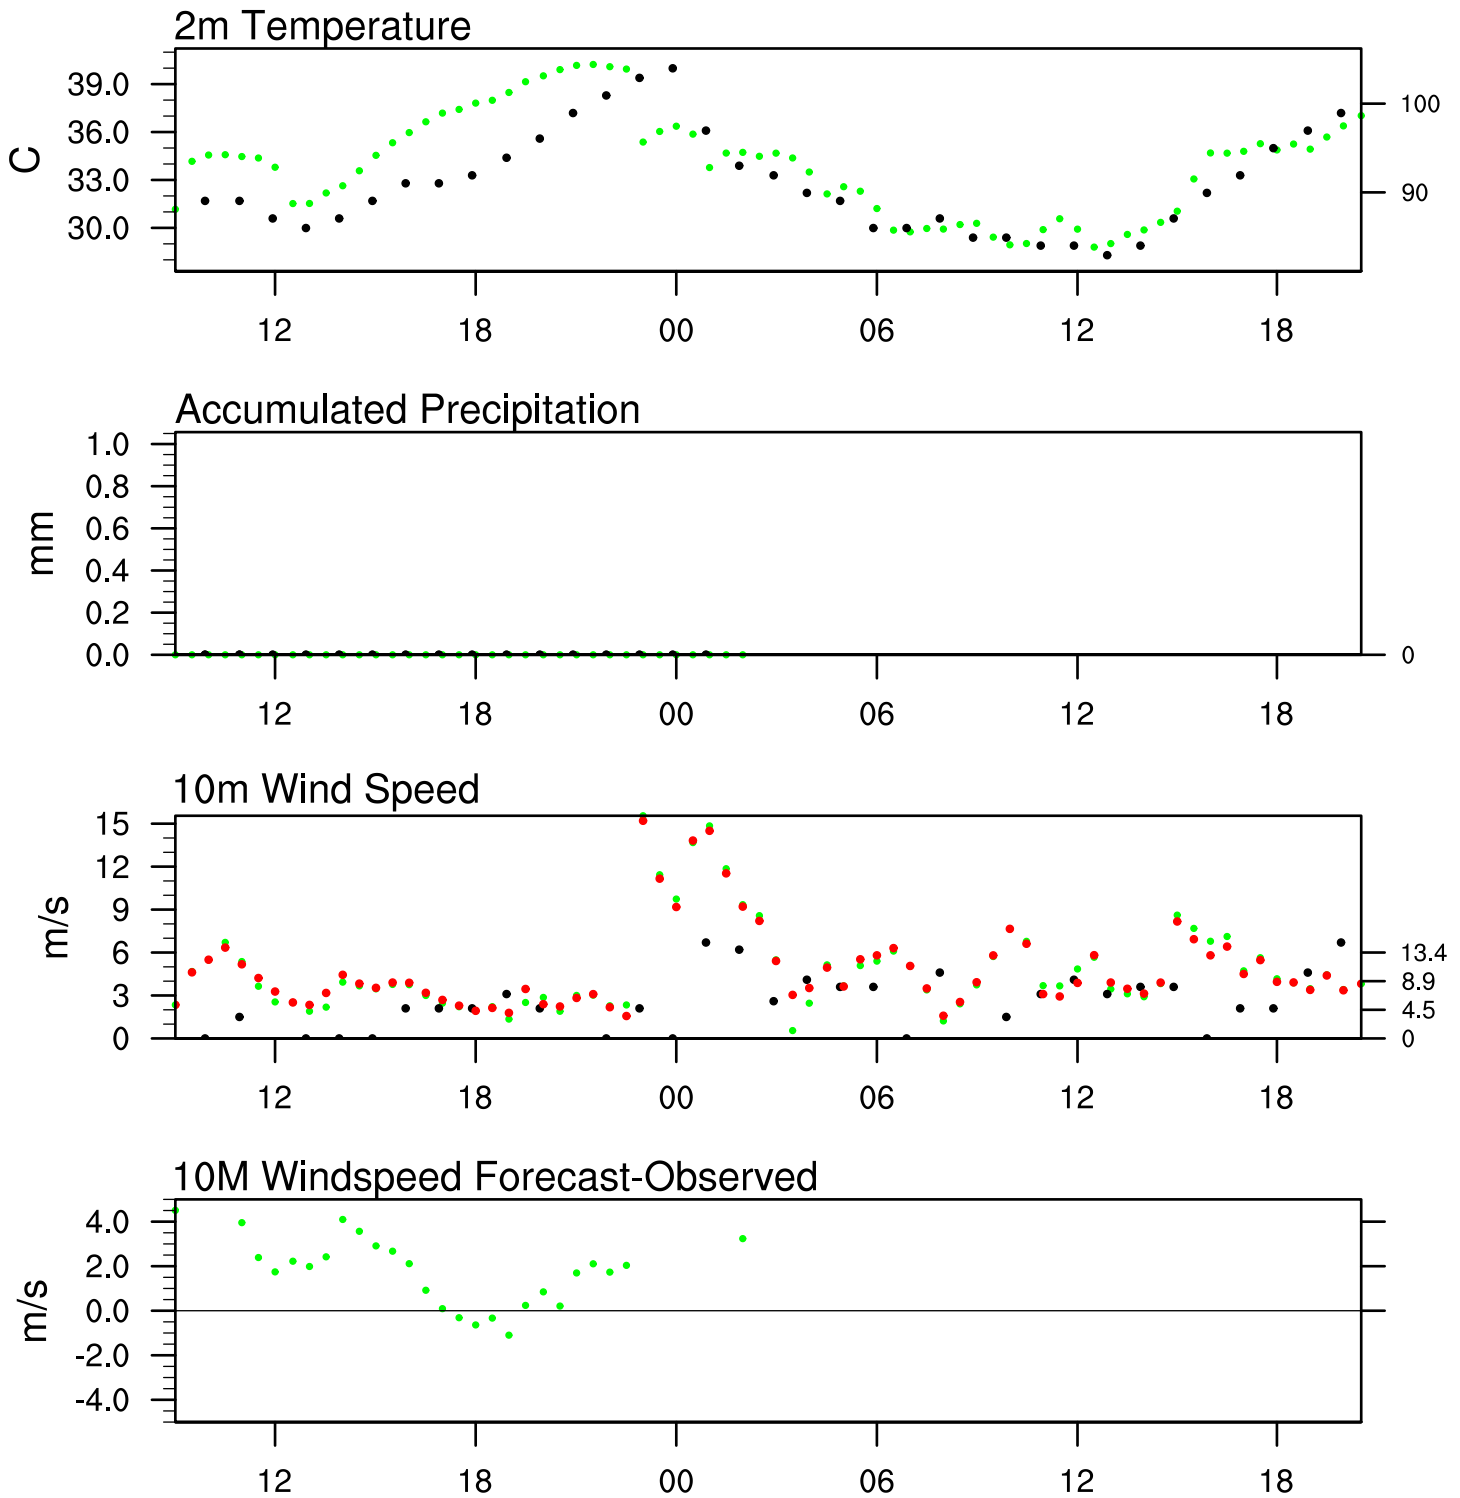 2m Temperature
39.0
36.0
33.0
30.0
C
100
90
12 18 00 06 12 18
Accumulated Precipitation
1.0
0.8
0.6
0.4
0.2
0.0
mm
0
12 18 00 06 12 18
10m Wind Speed
15
12
9
6
3
0
m/s
13.4
8.9
4.5
0
12 18 00 06 12 18
10M Windspeed Forecast-Observed
4.0
2.0
0.0
-2.0
-4.0
m/s
12 18 00 06 12 18